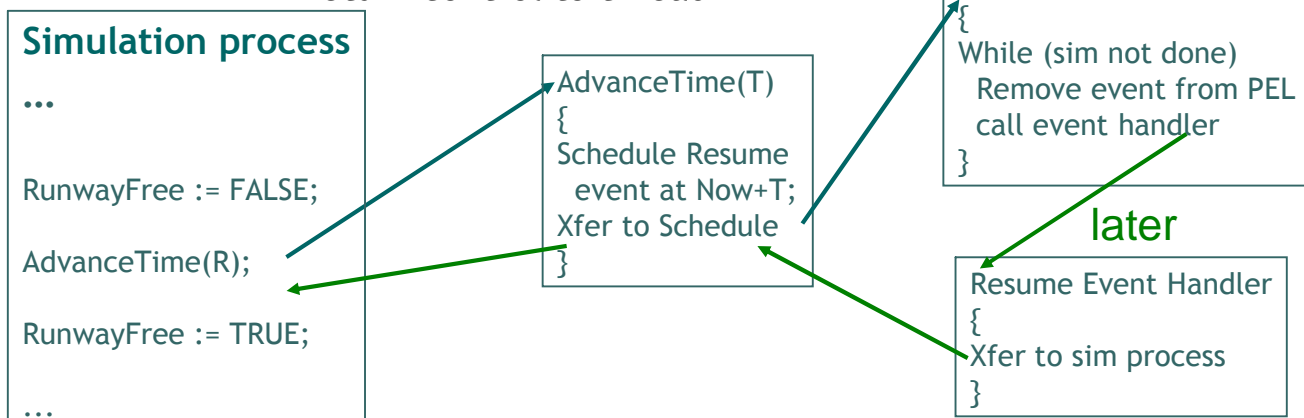 Simulation process
...
RunwayFree := FALSE;
AdvanceTime(R);
RunwayFree := TRUE;
...
AdvanceTime(T)
{
Schedule Resume
event at Now+T;
Xfer to Schedule
}
{
While (sim not done)
Remove event from PEL
call event handler
}
later
Resume Event Handler
{
Xfer to sim process
}